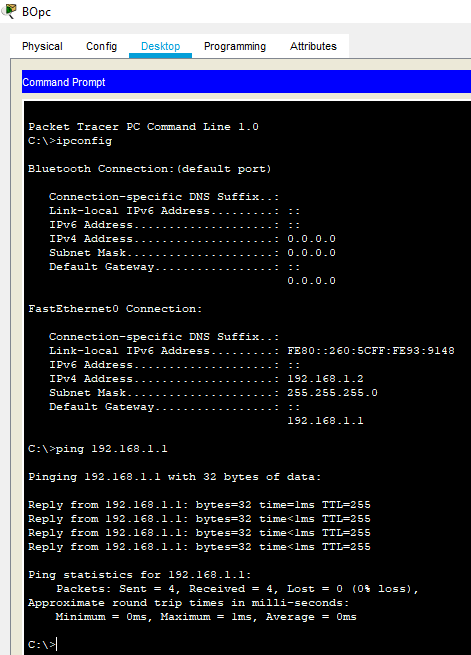 BOpc
Physical Config Desktop Programming Attributes
Command Prompt
Packet Tracer PC Command Line 1.0
C:\>ipconfig
Bluetooth Connection:(default port)
Connection-specific DNS Suffix..:
Link-local IPv6 Address.........: ::
IPv6 Address....................: ::
IPv4 Address....................: 0.0.0.0
Subnet Mask.....................: 0.0.0.0
Default Gateway.................: ::
0.0.0.0
FastEthernet0 Connection:
Connection-specific DNS Suffix..:
Link-local IPv6 Address.........: FE80::260:5CFF:FE93:9148
IPv6 Address....................: ::
IPv4 Address....................: 192.168.1.2
Subnet Mask.....................: 255.255.255.0
Default Gateway.................: ::
192.168.1.1
C:\>ping 192.168.1.1
Pinging 192.168.1.1 with 32 bytes of data:
Reply from 192.168.1.1: bytes=32 time=1ms TTL=255
Reply from 192.168.1.1: bytes=32 time<1ms TTL=255
Reply from 192.168.1.1: bytes=32 time<1ms TTL=255
Reply from 192.168.1.1: bytes=32 time<1ms TTL=255
Ping statistics for 192.168.1.1:
Packets: Sent = 4, Received = 4, Lost = 0 (0% loss),
Approximate round trip times in milli-seconds:
Minimum = 0ms, Maximum = 1ms, Average = 0ms
C:\>